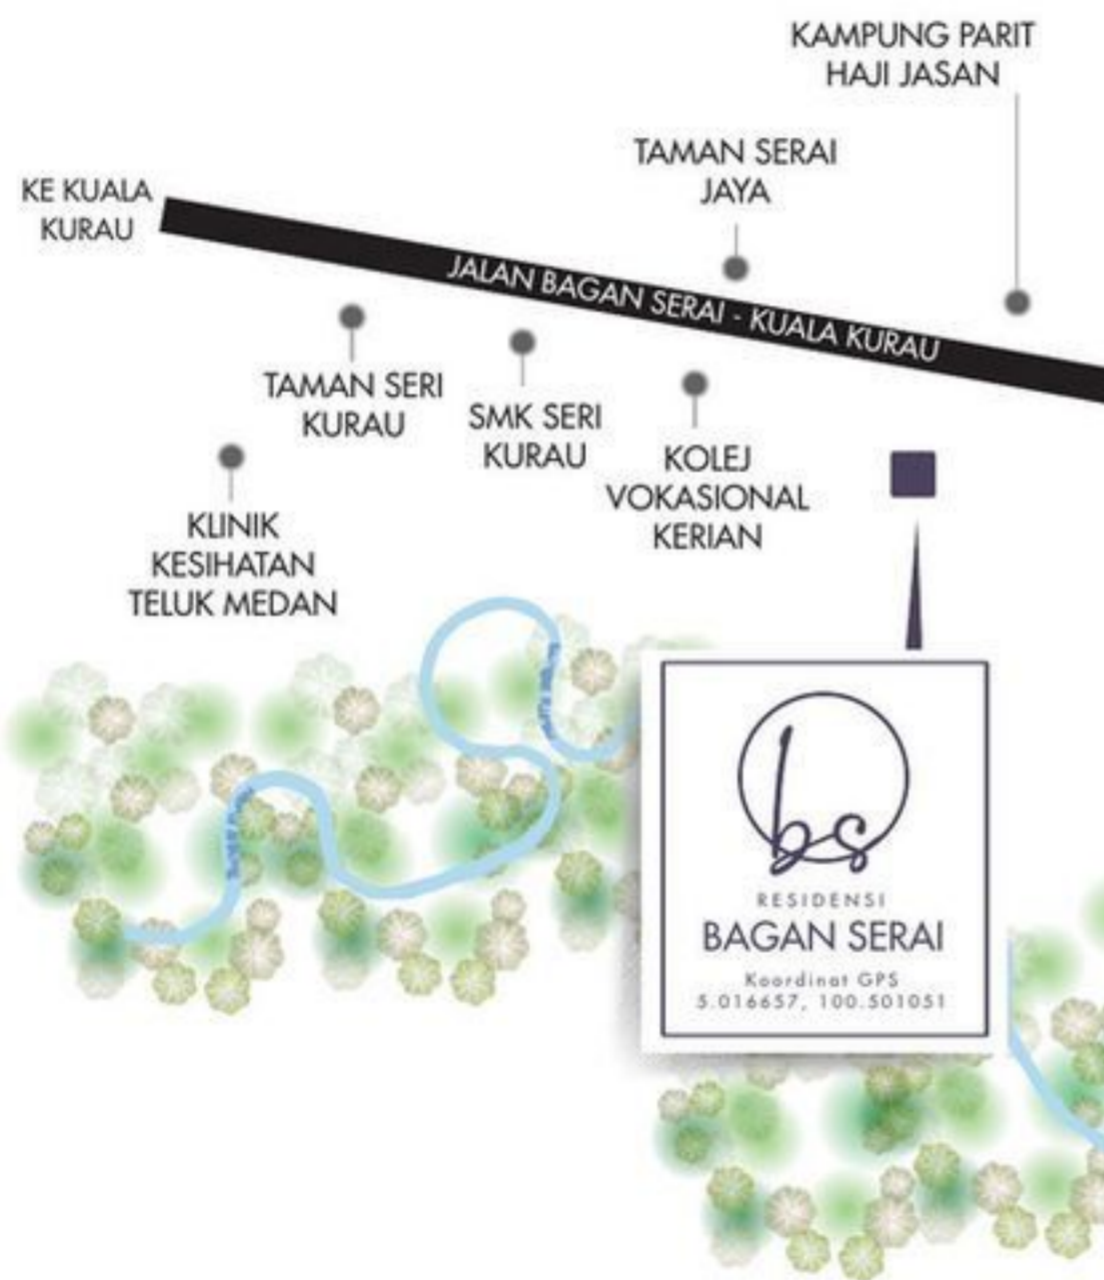 KAMPUNG PARIT
HAJI JASAN
TAMAN SERAI
JAYA
KE KUALA
KURAU
JALAN BAGAN SERAI - KUALA KURAU
TAMAN SERI
KURAU
SMK SERI
KURAU
KOLEJ
VOKASIONAL
KERIAN
KLINIK
KESIHATAN
TELUK MEDAN
bs
RESIDENSI
BAGAN SERAI
Koordinat GPS
5.016657, 100.501051